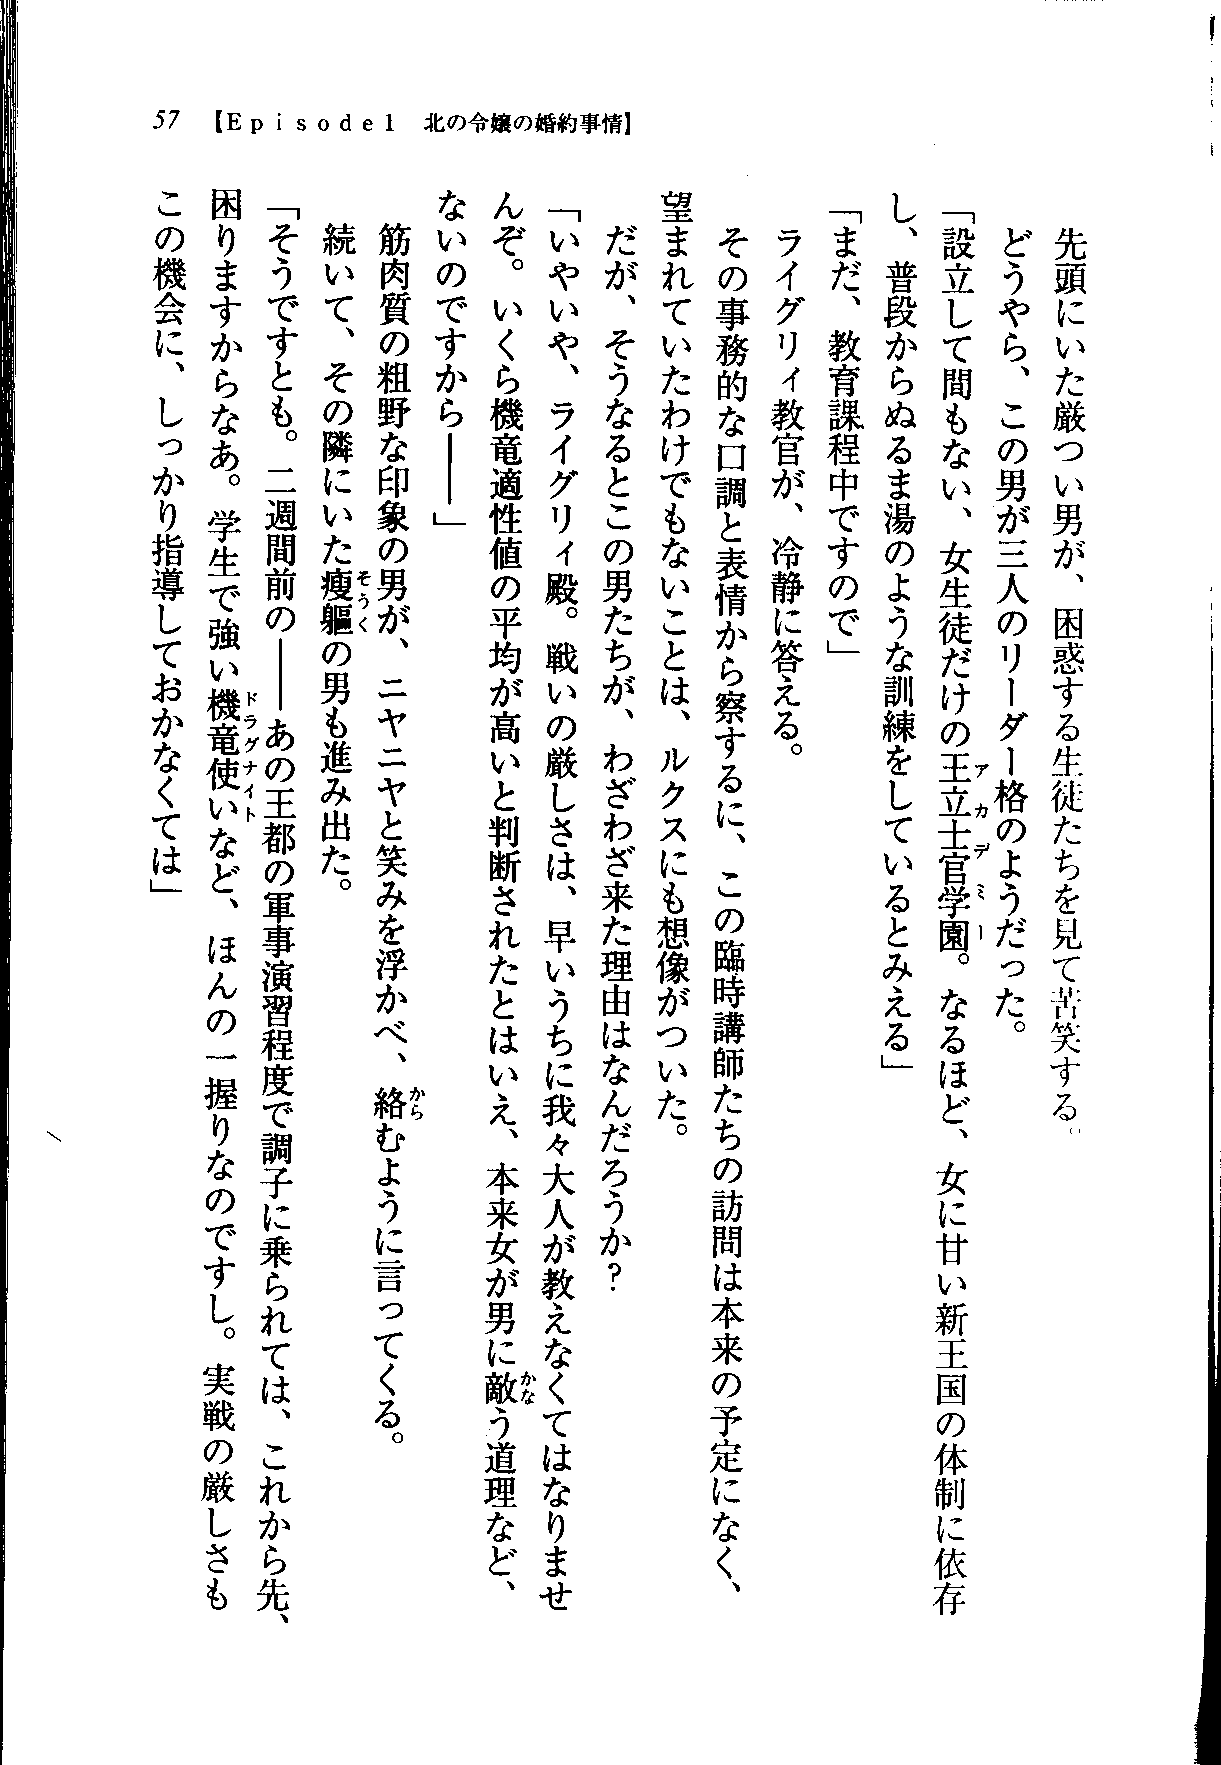 57 【Episode1 北の令嬢の婚約事情】
先頭にいた厳つい男が、困惑する生徒たちを見て苦笑する。
どうやら、この男が三人のリーダー格のようだった。
「設立して間もない、女生徒だけの王立士官学園。なるほど、女に甘い新王国の体制に依存
アカデミー
し、普段からぬるま湯のような訓練をしているとみえる」
「まだ、教育課程中ですので」
ライグリィ教官が、冷静に答える。
その事務的な口調と表情から察するに、この臨時講師たちの訪問は本来の予定になく、
望まれていたわけでもないことは、ルクスにも想像がついた。
だが、そうなるとこの男たちが、わざわざ来た理由はなんだろうか?
「いやいや、ライグリィ殿。戦いの厳しさは、早いうちに我々大人が教えなくてはなりませ
んぞ。いくら機竜適性値の平均が高いと判断されたとはいえ、本来女が男に敵う道理など、
かな
ないのですから――」
筋肉質の粗野な印象の男が、ニヤニヤと笑みを浮かべ、絡むように言ってくる。
から
続いて、その隣にいた痩軀の男も進み出た。
そうく
「そうですとも。二週間前の――あの王都の軍事演習程度で調子に乗られては、これから先、
困りますからなあ。学生で強い機竜使いなど、ほんの一握りなのですし。実戦の厳しさも
ドラグナイト
この機会に、しっかり指導しておかなくては」